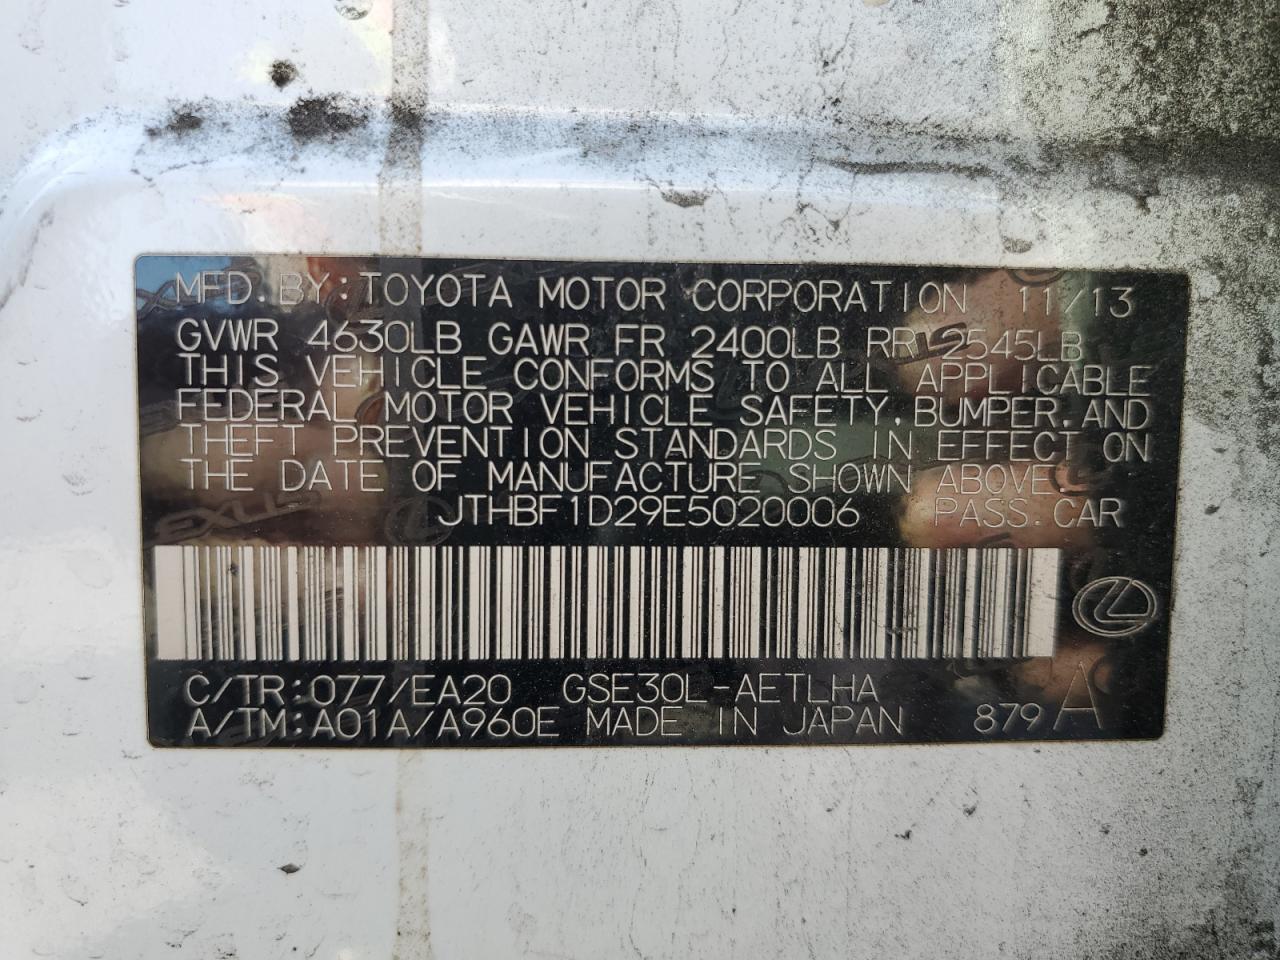 MFD. BY: TOYOTA MOTOR CORPORATION 11/13
GVWR 4630LB GAWR FR 2400LB RR 2545LB
THIS VEHICLE CONFORMS TO ALL APPLICABLE
FEDERAL MOTOR VEHICLE SAFETY, BUMPER, AND
THEFT PREVENTION STANDARDS IN EFFECT ON
THE DATE OF MANUFACTURE SHOWN ABOVE.
JTHBF1D29E5020006 PASS. CAR
C/TR: 077/EA20 GSE30L-AETLHA
A/TM: A01A/A960E MADE IN JAPAN 879 A